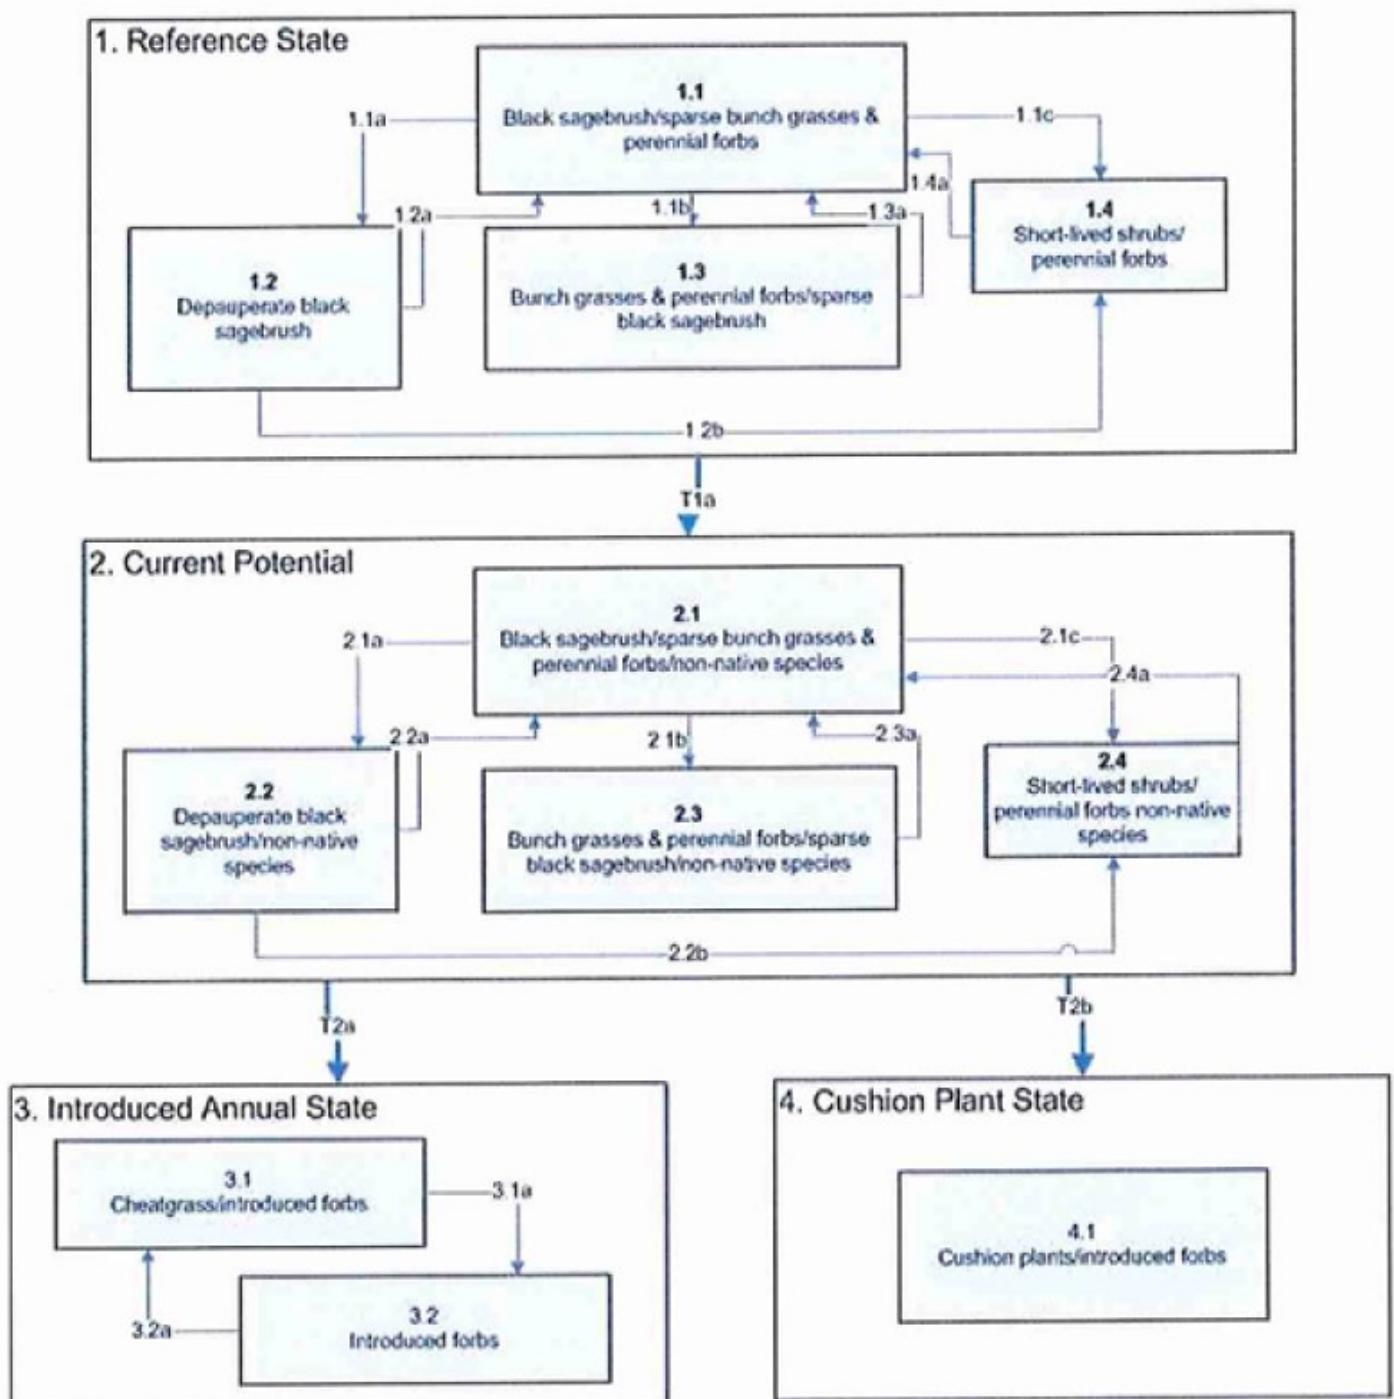 1. Reference State
1.1
Black sagebrush/sparse bunch grasses &
perennial forbs
1.1a
1.1c
1.4a
1.2a
1.1b
1.3a
1.4
Short-lived shrubs/
perennial forbs
1.2
Depauperate black
sagebrush
1.3
Bunch grasses & perennial forbs/sparse
black sagebrush
1 2b
T1a
2. Current Potential
2.1
Black sagebrush/sparse bunch grasses &
perennial forbs/non-native species
2.1a
2.1c
2.4a
2 2a
2 1b
2 3a
2.4
Short-lived shrubs/
perennial forbs non-native
species
2.2
Depauperate black
sagebrush/non-native
species
2.3
Bunch grasses & perennial forbs/sparse
black sagebrush/non-native species
2.2b
T2a
T2b
3. Introduced Annual State
3.1
Cheatgrass/introduced forbs
3.1a
3.2
Introduced forbs
3.2a
4. Cushion Plant State
4.1
Cushion plants/introduced forbs